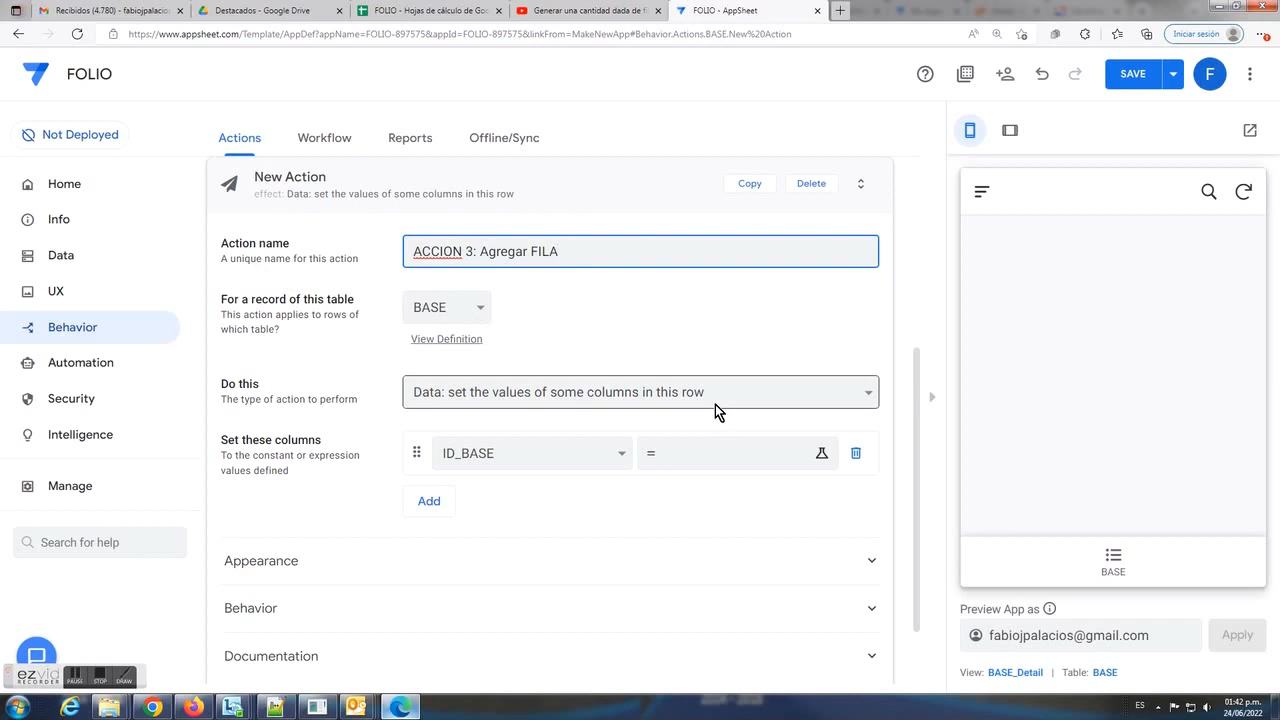 Recibidos (4.780) - fabiojpalacios
Destacados - Google Drive
FOLIO - Hojas de cálculo de Goo
Generar una cantidad dada de fi
FOLIO - AppSheet
https://www.appsheet.com/Template/AppDef?appName=FOLIO-897575&appId=FOLIO-897575&linkFrom=MakeNewApp#Behavior.Actions.BASE.New%20Action
Iniciar sesión
FOLIO
SAVE
F
Not Deployed
Home
Info
Data
UX
Behavior
Automation
Security
Intelligence
Manage
Search for help
Actions
Workflow
Reports
Offline/Sync
New Action
effect: Data: set the values of some columns in this row
Copy
Delete
Action name
A unique name for this action
ACCION 3: Agregar FILA
For a record of this table
This action applies to rows of
which table?
BASE
View Definition
Do this
The type of action to perform
Data: set the values of some columns in this row
Set these columns
To the constant or expression
values defined
ID_BASE
=
Add
Appearance
Behavior
Documentation
BASE
Preview App as
fabiojpalacios@gmail.com
Apply
View: BASE_Detail | Table: BASE
ezvid
RECORDER
PAUSE
STOP
DRAW
ES
01:42 p.m.
24/06/2022